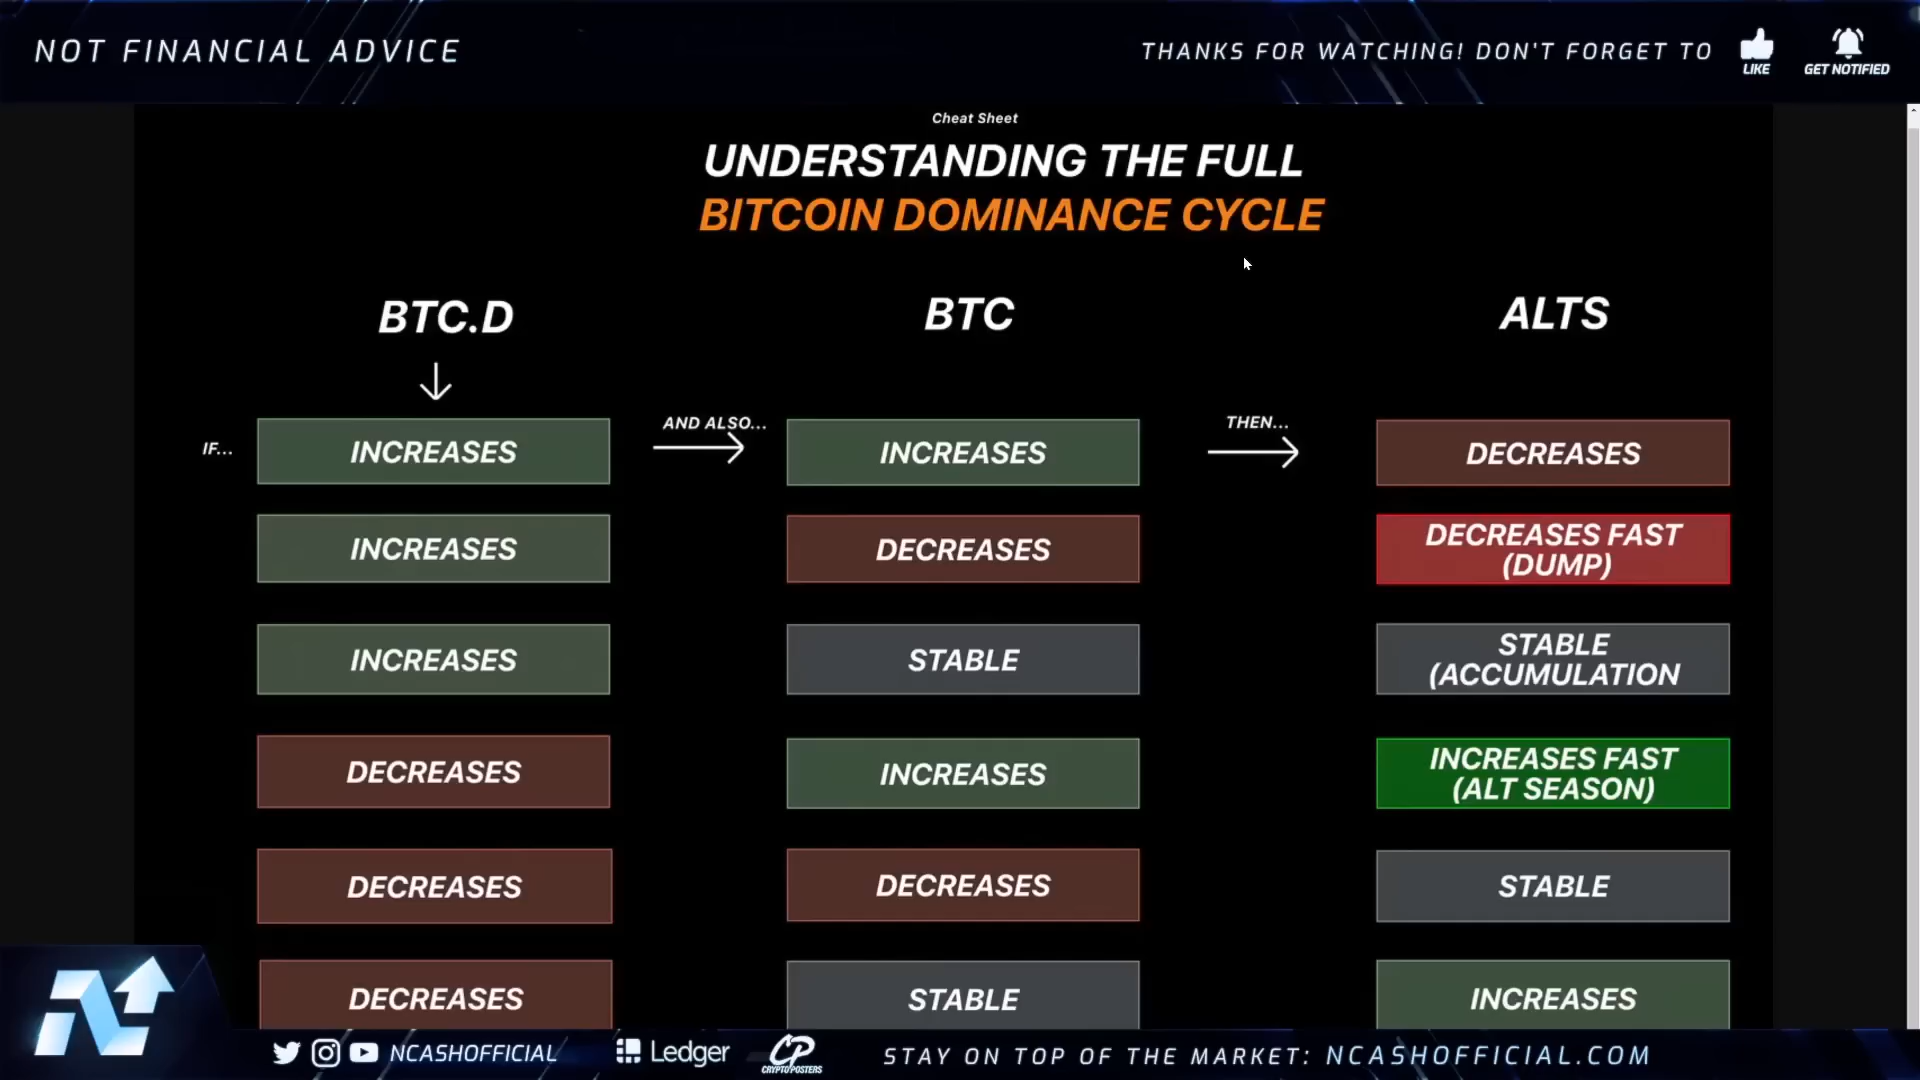 NOT FINANCIAL ADVICE
THANKS FOR WATCHING! DON'T FORGET TO
LIKE
GET NOTIFIED
Cheat Sheet
UNDERSTANDING THE FULL
BITCOIN DOMINANCE CYCLE
BTC.D
BTC
ALTS
IF...
INCREASES
AND ALSO...
INCREASES
THEN...
DECREASES
INCREASES
DECREASES
DECREASES FAST
(DUMP)
INCREASES
STABLE
STABLE
(ACCUMULATION
DECREASES
INCREASES
INCREASES FAST
(ALT SEASON)
DECREASES
DECREASES
STABLE
DECREASES
STABLE
INCREASES
NCASHOFFICIAL
Ledger
CP
CRYPTOPOSTERS
STAY ON TOP OF THE MARKET: NCASHOFFICIAL.COM